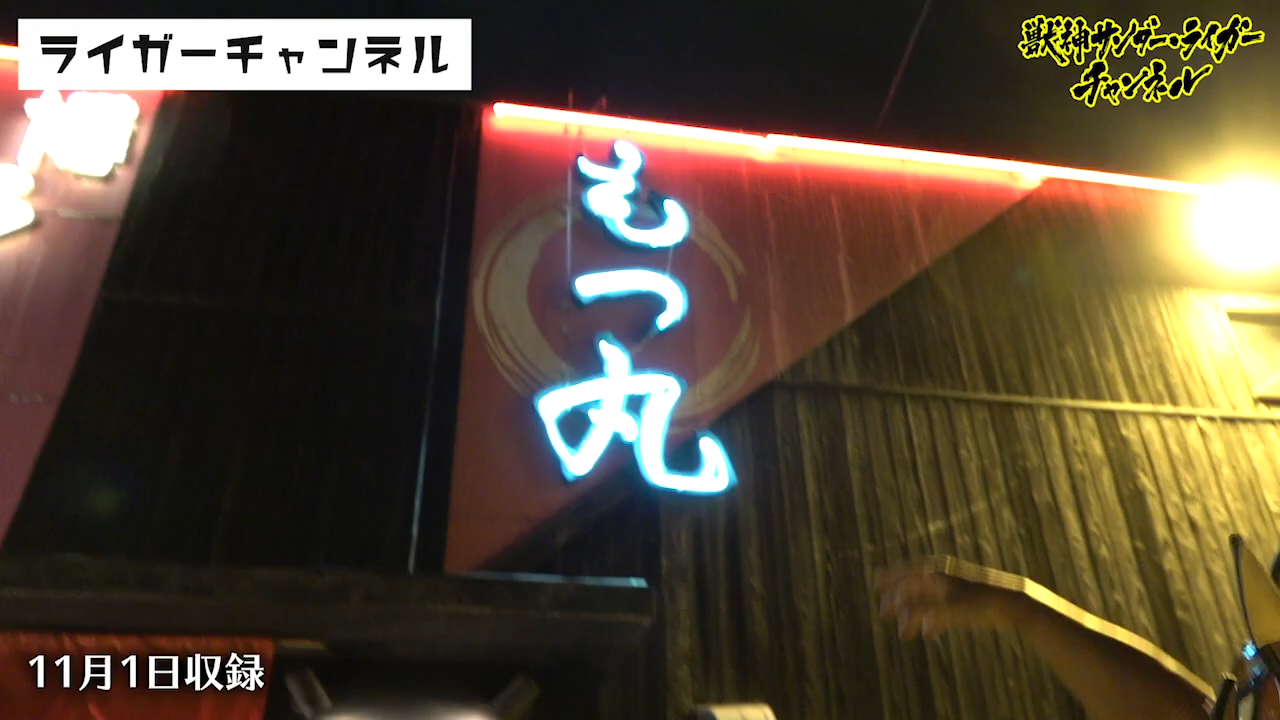 ライガーチャンネル
獣神サンダー・ライガー
チャンネル
もつ丸
11月1日収録